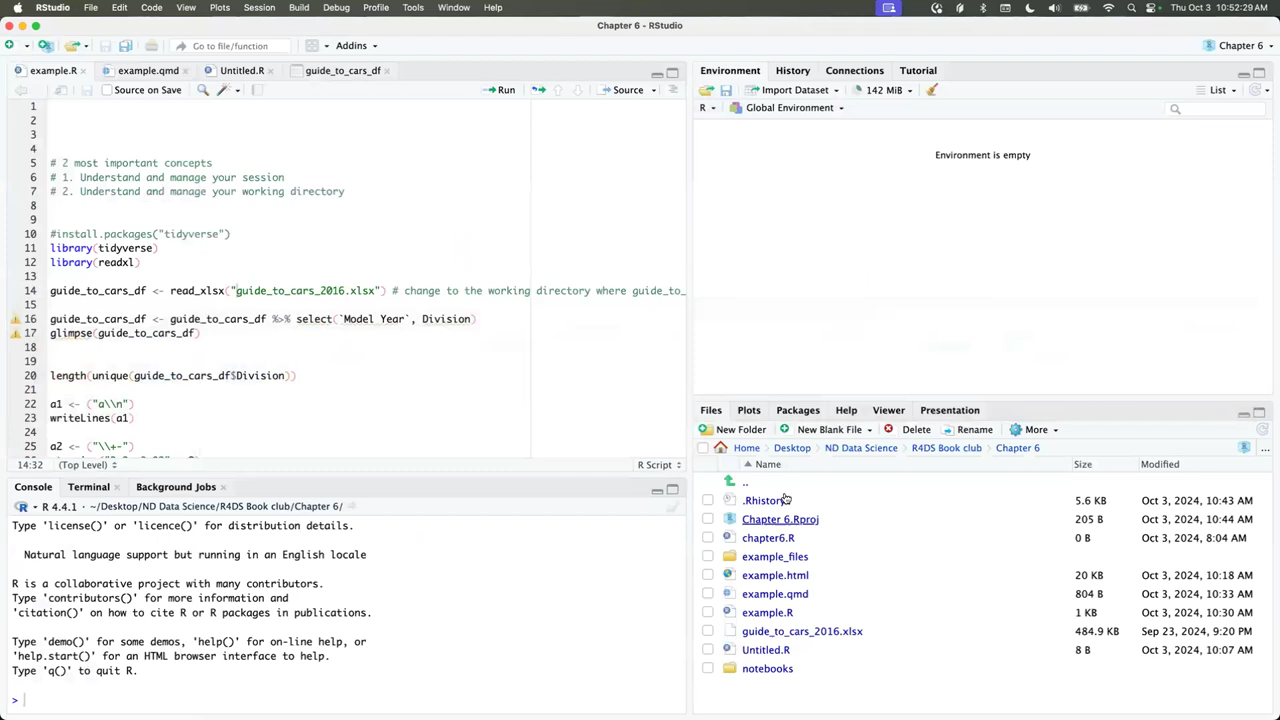 RStudio File Edit Code View Plots Session Build Debug Profile Tools Window Help Thu Oct 3 10:52:29 AM
Chapter 6 - RStudio
Go to file/function Addins Chapter 6
example.R example.qmd Untitled.R guide_to_cars_df
Source on Save Run Source
1
2
3
4
5 # 2 most important concepts
6 # 1. Understand and manage your session
7 # 2. Understand and manage your working directory
8
9
10 #install.packages("tidyverse")
11 library(tidyverse)
12 library(readxl)
13
14 guide_to_cars_df <- read_xlsx("guide_to_cars_2016.xlsx") # change to the working directory where guide_to_
15
16 guide_to_cars_df <- guide_to_cars_df %>% select(`Model Year`, Division)
17 glimpse(guide_to_cars_df)
18
19
20 length(unique(guide_to_cars_df$Division))
21
22 a1 <- ("a\\n")
23 writeLines(a1)
24
25 a2 <- ("\\+-")
14:32 (Top Level) R Script
Console Terminal Background Jobs
R 4.4.1 · ~/Desktop/ND Data Science/R4DS Book club/Chapter 6/
Type 'license()' or 'licence()' for distribution details.
Natural language support but running in an English locale
R is a collaborative project with many contributors.
Type 'contributors()' for more information and
'citation()' on how to cite R or R packages in publications.
Type 'demo()' for some demos, 'help()' for on-line help, or
'help.start()' for an HTML browser interface to help.
Type 'q()' to quit R.
>
Environment History Connections Tutorial
Import Dataset 142 MiB List
R Global Environment
Environment is empty
Files Plots Packages Help Viewer Presentation
New Folder New Blank File Delete Rename More
Home Desktop ND Data Science R4DS Book club Chapter 6 ...
Name Size Modified
..
.Rhistory 5.6 KB Oct 3, 2024, 10:43 AM
Chapter 6.Rproj 205 B Oct 3, 2024, 10:44 AM
chapter6.R 0 B Oct 3, 2024, 8:04 AM
example_files
example.html 20 KB Oct 3, 2024, 10:18 AM
example.qmd 804 B Oct 3, 2024, 10:33 AM
example.R 1 KB Oct 3, 2024, 10:30 AM
guide_to_cars_2016.xlsx 484.9 KB Sep 23, 2024, 9:20 PM
Untitled.R 8 B Oct 3, 2024, 10:07 AM
notebooks